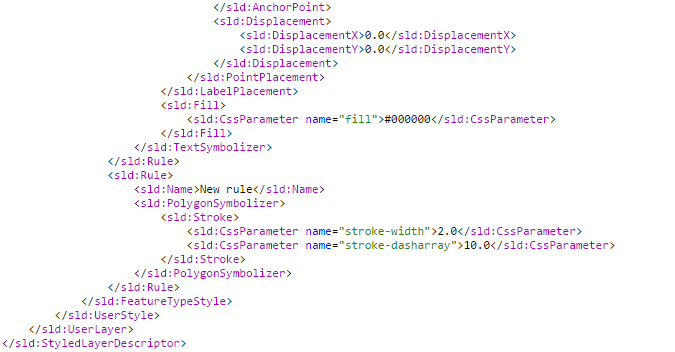 </sld:AnchorPoint>
<sld:Displacement>
<sld:DisplacementX>0.0</sld:DisplacementX>
<sld:DisplacementY>0.0</sld:DisplacementY>
</sld:Displacement>
</sld:PointPlacement>
</sld:LabelPlacement>
<sld:Fill>
<sld:CssParameter name="fill">#000000</sld:CssParameter>
</sld:Fill>
</sld:TextSymbolizer>
</sld:Rule>
<sld:Rule>
<sld:Name>New rule</sld:Name>
<sld:PolygonSymbolizer>
<sld:Stroke>
<sld:CssParameter name="stroke-width">2.0</sld:CssParameter>
<sld:CssParameter name="stroke-dasharray">10.0</sld:CssParameter>
</sld:Stroke>
</sld:PolygonSymbolizer>
</sld:Rule>
</sld:FeatureTypeStyle>
</sld:UserStyle>
</sld:UserLayer>
</sld:StyledLayerDescriptor>